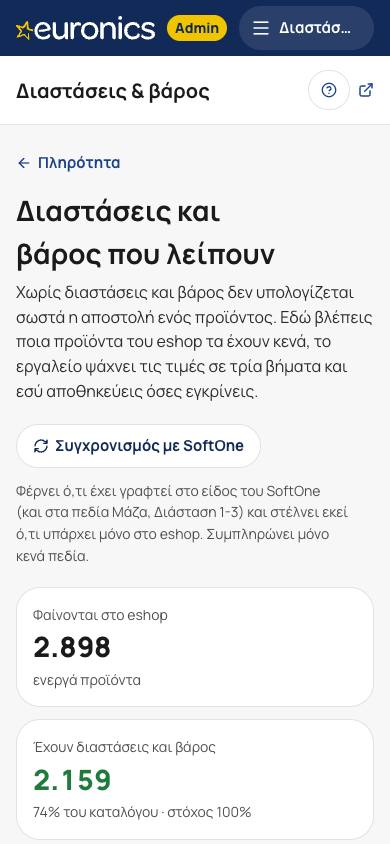 euronics Admin Διαστάσ...
Διαστάσεις & βάρος
Πληρότητα
Διαστάσεις και
βάρος που λείπουν
Χωρίς διαστάσεις και βάρος δεν υπολογίζεται
σωστά η αποστολή ενός προϊόντος. Εδώ βλέπεις
ποια προϊόντα του eshop τα έχουν κενά, το
εργαλείο ψάχνει τις τιμές σε τρία βήματα και
εσύ αποθηκεύεις όσες εγκρίνεις.
Συγχρονισμός με SoftOne
Φέρνει ό,τι έχει γραφτεί στο είδος του SoftOne
(και στα πεδία Μάζα, Διάσταση 1-3) και στέλνει εκεί
ό,τι υπάρχει μόνο στο eshop. Συμπληρώνει μόνο
κενά πεδία.
Φαίνονται στο eshop
2.898
ενεργά προϊόντα
Έχουν διαστάσεις και βάρος
2.159
74% του καταλόγου · στόχος 100%